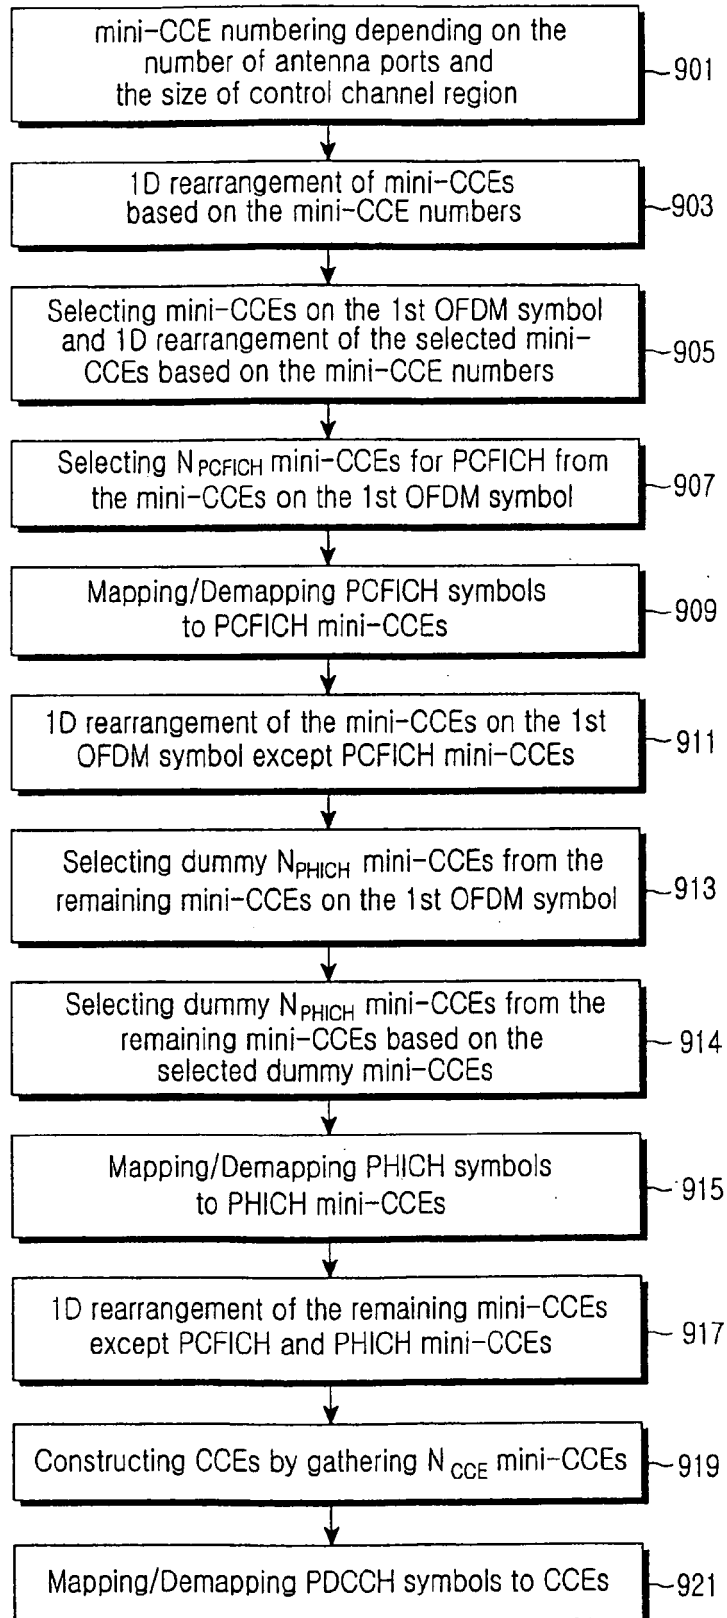 mini-CCE numbering depending on the
number of antenna ports and
the size of control channel region
901
1D rearrangement of mini-CCEs
based on the mini-CCE numbers
903
Selecting mini-CCEs on the 1st OFDM symbol
and 1D rearrangement of the selected mini-
CCEs based on the mini-CCE numbers
905
Selecting NPCFICH mini-CCEs for PCFICH from
the mini-CCEs on the 1st OFDM symbol
907
Mapping/Demapping PCFICH symbols
to PCFICH mini-CCEs
909
1D rearrangement of the mini-CCEs on the 1st
OFDM symbol except PCFICH mini-CCEs
911
Selecting dummy NPHICH mini-CCEs from the
remaining mini-CCEs on the 1st OFDM symbol
913
Selecting dummy NPHICH mini-CCEs from the
remaining mini-CCEs based on the
selected dummy mini-CCEs
914
Mapping/Demapping PHICH symbols
to PHICH mini-CCEs
915
1D rearrangement of the remaining mini-CCEs
except PCFICH and PHICH mini-CCEs
917
Constructing CCEs by gathering NCCE mini-CCEs
919
Mapping/Demapping PDCCH symbols to CCEs
921